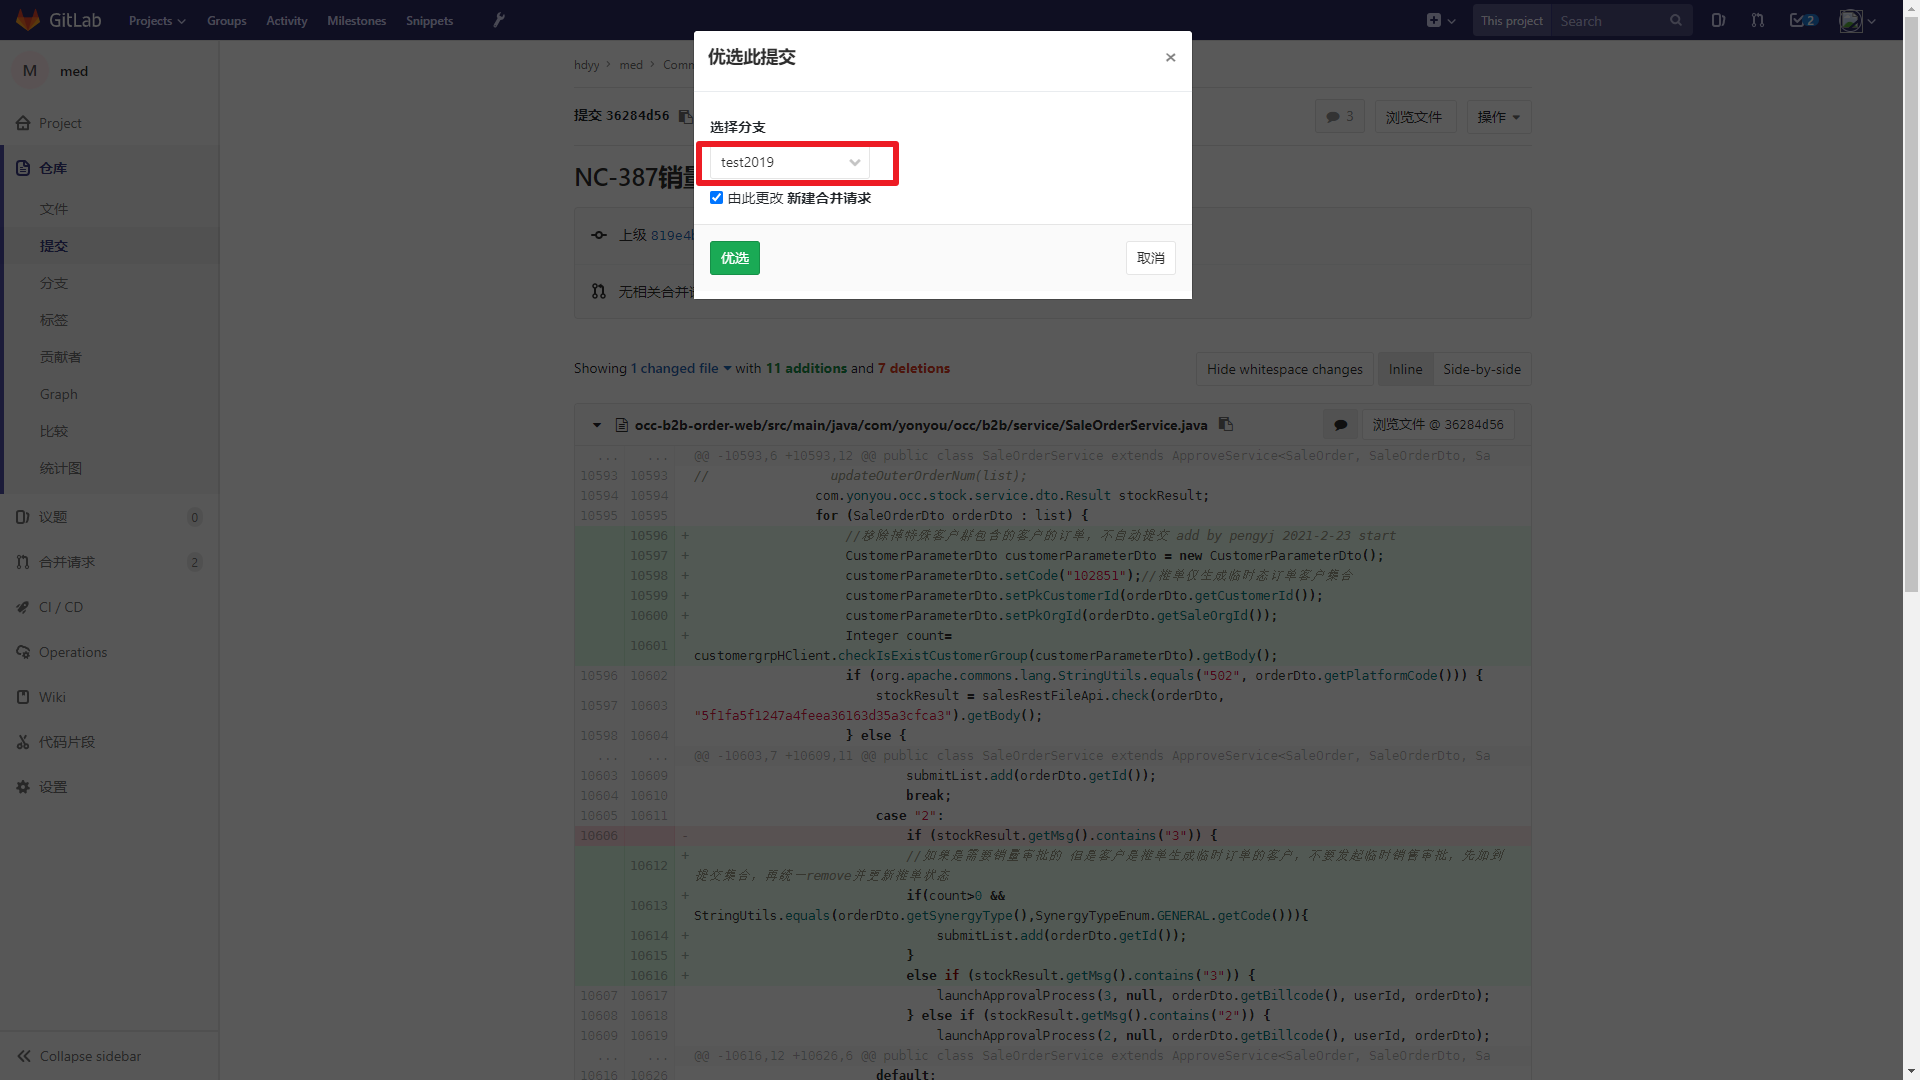 GitLab Projects Groups Activity Milestones Snippets This project Search 2
M med
Project
仓库
文件
提交
分支
标签
贡献者
Graph
比较
统计图
议题 0
合并请求 2
CI / CD
Operations
Wiki
代码片段
设置
Collapse sidebar
hdyy > med > Comm
提交 36284d56 3 浏览文件 操作
NC-387销量
上级 819e4
无相关合并
优选此提交 ×
选择分支
test2019
由此更改 新建合并请求
优选 取消
Showing 1 changed file with 11 additions and 7 deletions Hide whitespace changes Inline Side-by-side
occ-b2b-order-web/src/main/java/com/yonyou/occ/b2b/service/SaleOrderService.java 浏览文件 @ 36284d56
... ... @@ -10593,6 +10593,12 @@ public class SaleOrderService extends ApproveService<SaleOrder, SaleOrderDto, Sa
10593 10593 // updateOuterOrderNum(list);
10594 10594 com.yonyou.occ.stock.service.dto.Result stockResult;
10595 10595 for (SaleOrderDto orderDto : list) {
10596 + //移除掉特殊客户群包含的客户的订单，不自动提交 add by pengyj 2021-2-23 start
10597 + CustomerParameterDto customerParameterDto = new CustomerParameterDto();
10598 + customerParameterDto.setCode("102851");//推单仅生成临时态订单客户集合
10599 + customerParameterDto.setPkCustomerId(orderDto.getCustomerId());
10600 + customerParameterDto.setPkOrgId(orderDto.getSaleOrgId());
10601 + Integer count=
customergrpHClient.checkIsExistCustomerGroup(customerParameterDto).getBody();
10596 10602 if (org.apache.commons.lang.StringUtils.equals("502", orderDto.getPlatformCode())) {
10597 10603 stockResult = salesRestFileApi.check(orderDto,
"5f1fa5f1247a4feea36163d35a3cfca3").getBody();
10598 10604 } else {
... ... @@ -10603,7 +10609,11 @@ public class SaleOrderService extends ApproveService<SaleOrder, SaleOrderDto, Sa
10603 10609 submitList.add(orderDto.getId());
10604 10610 break;
10605 10611 case "2":
10606 - if (stockResult.getMsg().contains("3")) {
10612 + //如果是需要销量审批的 但是客户是推单生成临时订单的客户，不要发起临时销售审批，先加到
提交集合，再统一remove并更新推单状态
10613 + if(count>0 &&
StringUtils.equals(orderDto.getSynergyType(),SynergyTypeEnum.GENERAL.getCode())){
10614 + submitList.add(orderDto.getId());
10615 + }
10616 + else if (stockResult.getMsg().contains("3")) {
10607 10617 launchApprovalProcess(3, null, orderDto.getBillcode(), userId, orderDto);
10608 10618 } else if (stockResult.getMsg().contains("2")) {
10609 10619 launchApprovalProcess(2, null, orderDto.getBillcode(), userId, orderDto);
... ... @@ -10616,12 +10626,6 @@ public class SaleOrderService extends ApproveService<SaleOrder, SaleOrderDto, Sa
10616 10626 default: